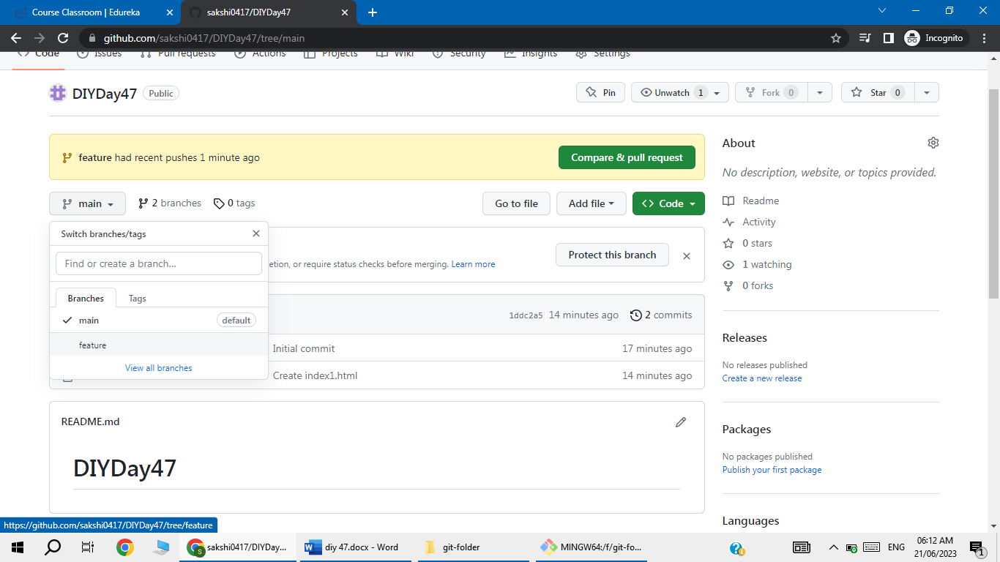 Course Classroom | Edureka
sakshi0417/DIYDay47
github.com/sakshi0417/DIYDay47/tree/main
Incognito
Code Issues Pull requests Actions Projects Wiki Security Insights Settings
DIYDay47 Public
Pin
Unwatch 1
Fork 0
Star 0
feature had recent pushes 1 minute ago
Compare & pull request
main
2 branches
0 tags
Go to file
Add file
<> Code
Switch branches/tags
Find or create a branch...
Branches Tags
main default
feature
View all branches
etion, or require status checks before merging. Learn more
Protect this branch
1ddc2a5 14 minutes ago 2 commits
Initial commit 17 minutes ago
Create index1.html 14 minutes ago
README.md
DIYDay47
About
No description, website, or topics provided.
Readme
Activity
0 stars
1 watching
0 forks
Releases
No releases published
Create a new release
Packages
No packages published
Publish your first package
Languages
https://github.com/sakshi0417/DIYDay47/tree/feature
sakshi0417/DIYDay...
diy 47.docx - Word
git-folder
MINGW64:/f/git-fo...
ENG
06:12 AM
21/06/2023
1